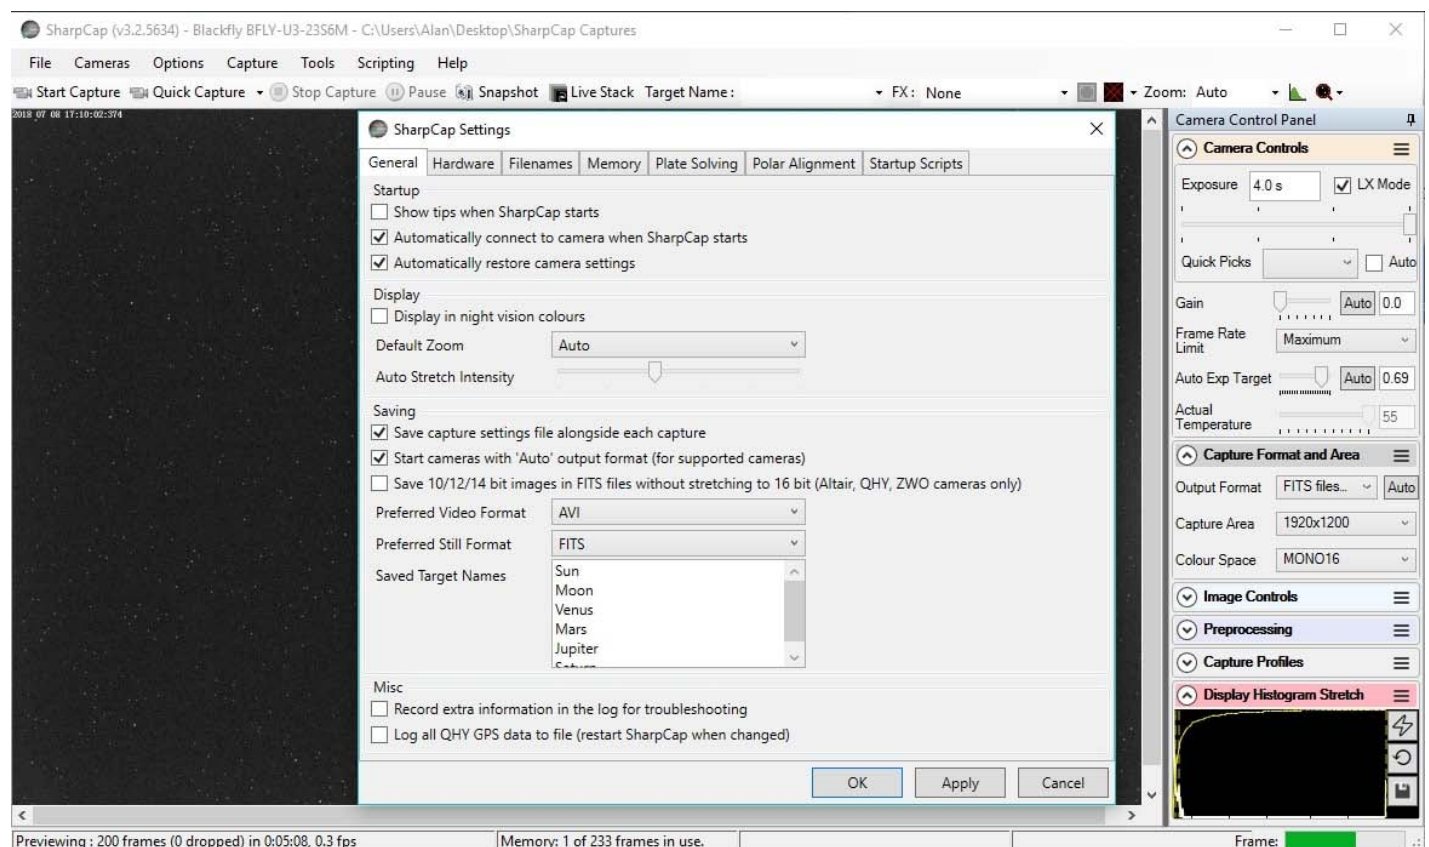 SharpCap (v3.2.5634) - Blackfly BFLY-U3-23S6M - C:\Users\Alan\Desktop\SharpCap Captures
File Cameras Options Capture Tools Scripting Help
Start Capture Quick Capture Stop Capture Pause Snapshot Live Stack Target Name : FX : None Zoom: Auto
2018 07 08 17:10:02:374
SharpCap Settings
General Hardware Filenames Memory Plate Solving Polar Alignment Startup Scripts
Startup
Show tips when SharpCap starts
Automatically connect to camera when SharpCap starts
Automatically restore camera settings
Display
Display in night vision colours
Default Zoom Auto
Auto Stretch Intensity
Saving
Save capture settings file alongside each capture
Start cameras with 'Auto' output format (for supported cameras)
Save 10/12/14 bit images in FITS files without stretching to 16 bit (Altair, QHY, ZWO cameras only)
Preferred Video Format AVI
Preferred Still Format FITS
Saved Target Names Sun
Moon
Venus
Mars
Jupiter
Saturn
Misc
Record extra information in the log for troubleshooting
Log all QHY GPS data to file (restart SharpCap when changed)
OK Apply Cancel
Camera Control Panel
Camera Controls
Exposure 4.0 s LX Mode
Quick Picks Auto
Gain Auto 0.0
Frame Rate
Limit Maximum
Auto Exp Target Auto 0.69
Actual
Temperature 55
Capture Format and Area
Output Format FITS files... Auto
Capture Area 1920x1200
Colour Space MONO16
Image Controls
Preprocessing
Capture Profiles
Display Histogram Stretch
Previewing : 200 frames (0 dropped) in 0:05:08, 0.3 fps Memory: 1 of 233 frames in use. Frame: